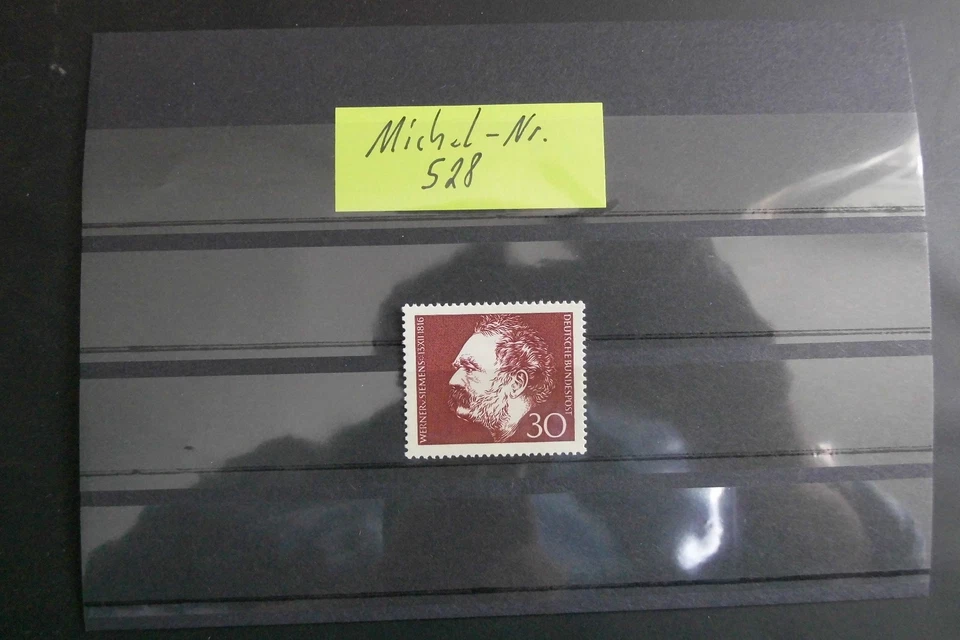 Michel-Nr.
528
WERNER v. SIEMENS * 13.XII.1816
DEUTSCHE BUNDESPOST
30